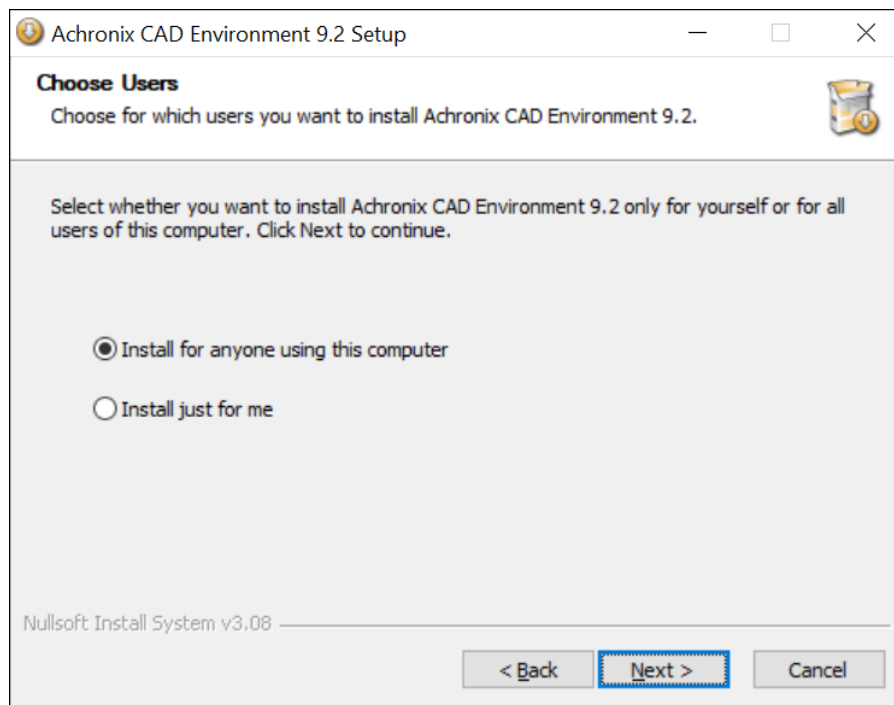 Achronix CAD Environment 9.2 Setup
Choose Users
Choose for which users you want to install Achronix CAD Environment 9.2.
Select whether you want to install Achronix CAD Environment 9.2 only for yourself or for all
users of this computer. Click Next to continue.
Install for anyone using this computer
Install just for me
Nullsoft Install System v3.08
< Back Next > Cancel